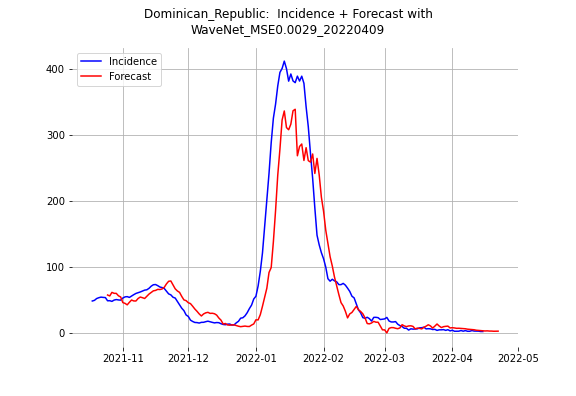 Dominican_Republic:  Incidence + Forecast with
WaveNet_MSE0.0029_20220409
Incidence
Forecast
400
300
200
100
0
2021-11 2021-12 2022-01 2022-02 2022-03 2022-04 2022-05